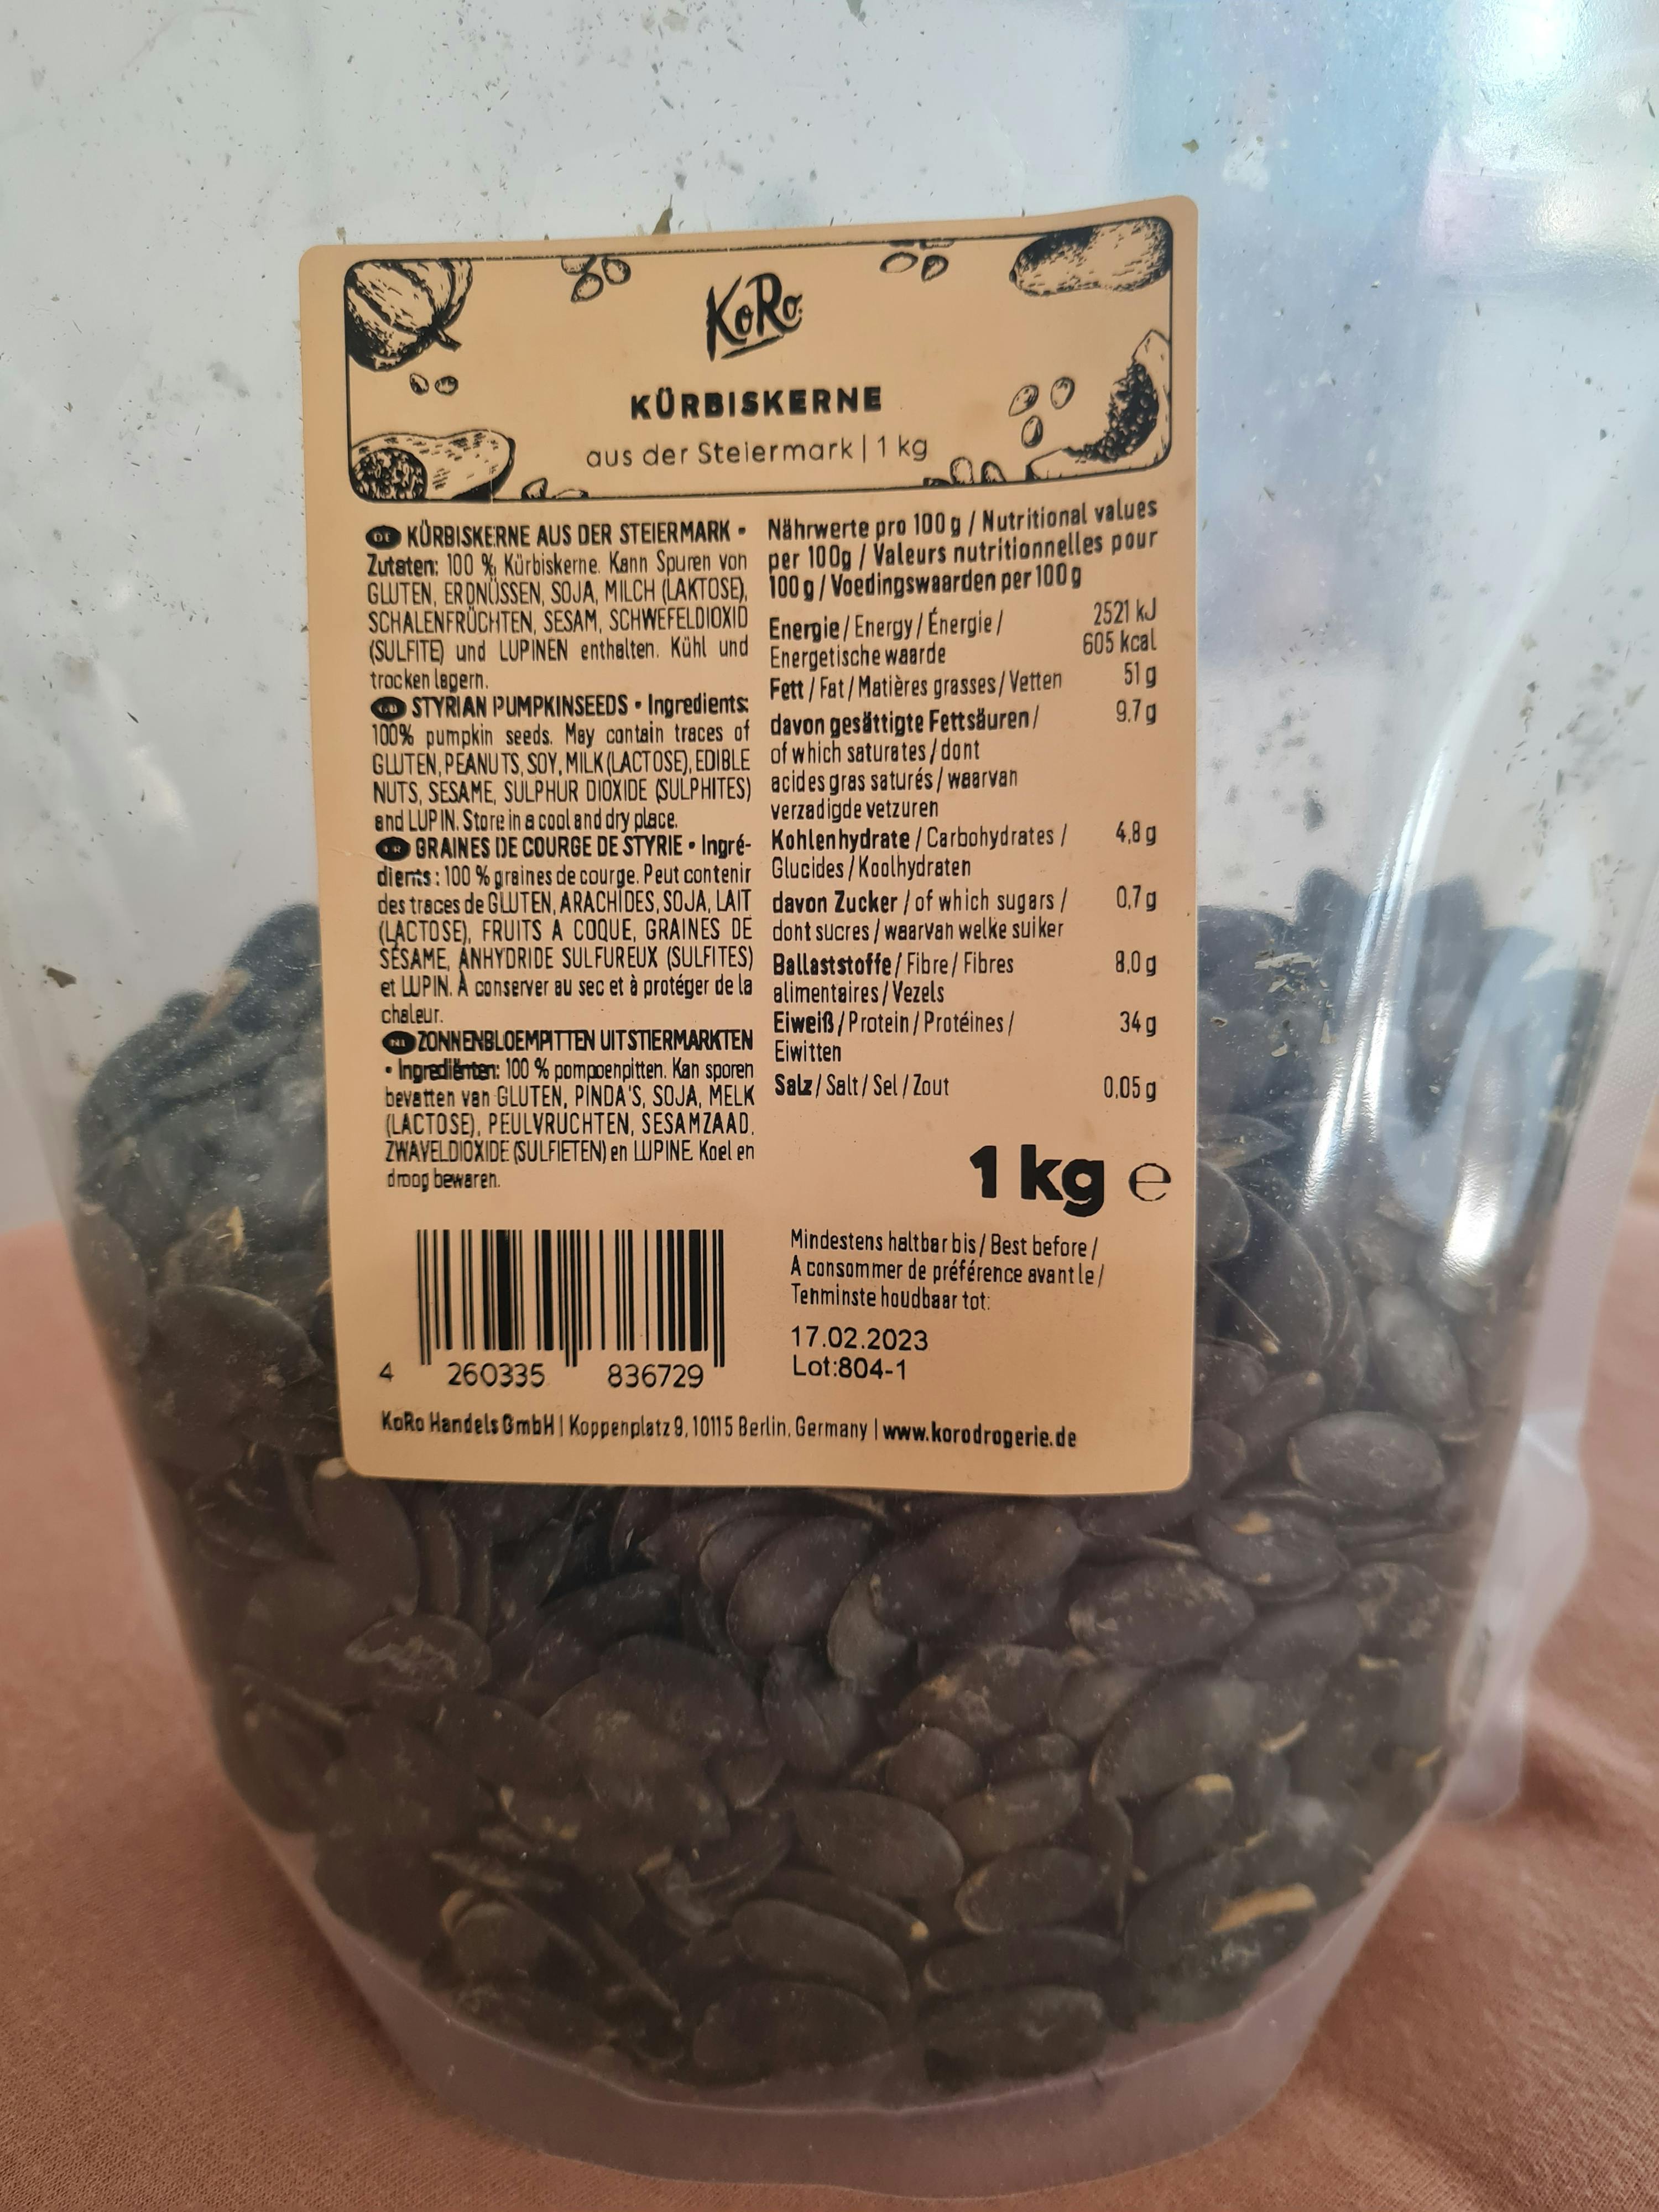 KoRo
KÜRBISKERNE
aus der Steiermark | 1 kg
DE KÜRBISKERNE AUS DER STEIERMARK •
Zutaten: 100 % Kürbiskerne. Kann Spuren von
GLUTEN, ERDNÜSSEN, SOJA, MILCH (LAKTOSE),
SCHALENFRÜCHTEN, SESAM, SCHWEFELDIOXID
(SULFITE) und LUPINEN enthalten. Kühl und
trocken lagern.
GB STYRIAN PUMPKINSEEDS • Ingredients:
100% pumpkin seeds. May contain traces of
GLUTEN, PEANUTS, SOY, MILK (LACTOSE), EDIBLE
NUTS, SESAME, SULPHUR DIOXIDE (SULPHITES)
and LUPIN. Store in a cool and dry place.
FR GRAINES DE COURGE DE STYRIE • Ingré-
dients : 100 % graines de courge. Peut contenir
des traces de GLUTEN, ARACHIDES, SOJA, LAIT
(LACTOSE), FRUITS A COQUE, GRAINES DE
SÉSAME, ANHYDRIDE SULFUREUX (SULFITES)
et LUPIN. À conserver au sec et à protéger de la
chaleur.
NL ZONNENBLOEMPITTEN UIT STIERMARKTEN
• Ingrediënten: 100 % pompoenpitten. Kan sporen
bevatten van GLUTEN, PINDA'S, SOJA, MELK
(LACTOSE), PEULVRUCHTEN, SESAMZAAD,
ZWAVELDIOXIDE (SULFIETEN) en LUPINE. Koel en
droog bewaren.
Nährwerte pro 100 g / Nutritional values
per 100g / Valeurs nutritionnelles pour
100 g / Voedingswaarden per 100 g
Energie / Energy / Énergie / 2521 kJ
Energetische waarde 605 kcal
Fett / Fat / Matières grasses / Vetten 51 g
davon gesättigte Fettsäuren / 9.7 g
of which saturates / dont
acides gras saturés / waarvan
verzadigde vetzuren
Kohlenhydrate / Carbohydrates / 4,8 g
Glucides / Koolhydraten
davon Zucker / of which sugars / 0,7 g
dont sucres / waarvan welke suiker
Ballaststoffe / Fibre / Fibres 8,0 g
alimentaires / Vezels
Eiweiß / Protein / Protéines / 34 g
Eiwitten
Salz / Salt / Sel / Zout 0,05 g
1 kg e
Mindestens haltbar bis / Best before /
A consommer de préférence avant le /
Tenminste houdbaar tot:
17.02.2023
Lot:804-1
4 260335 836729
KoRo Handels GmbH | Koppenplatz 9, 10115 Berlin, Germany | www.korodrogerie.de